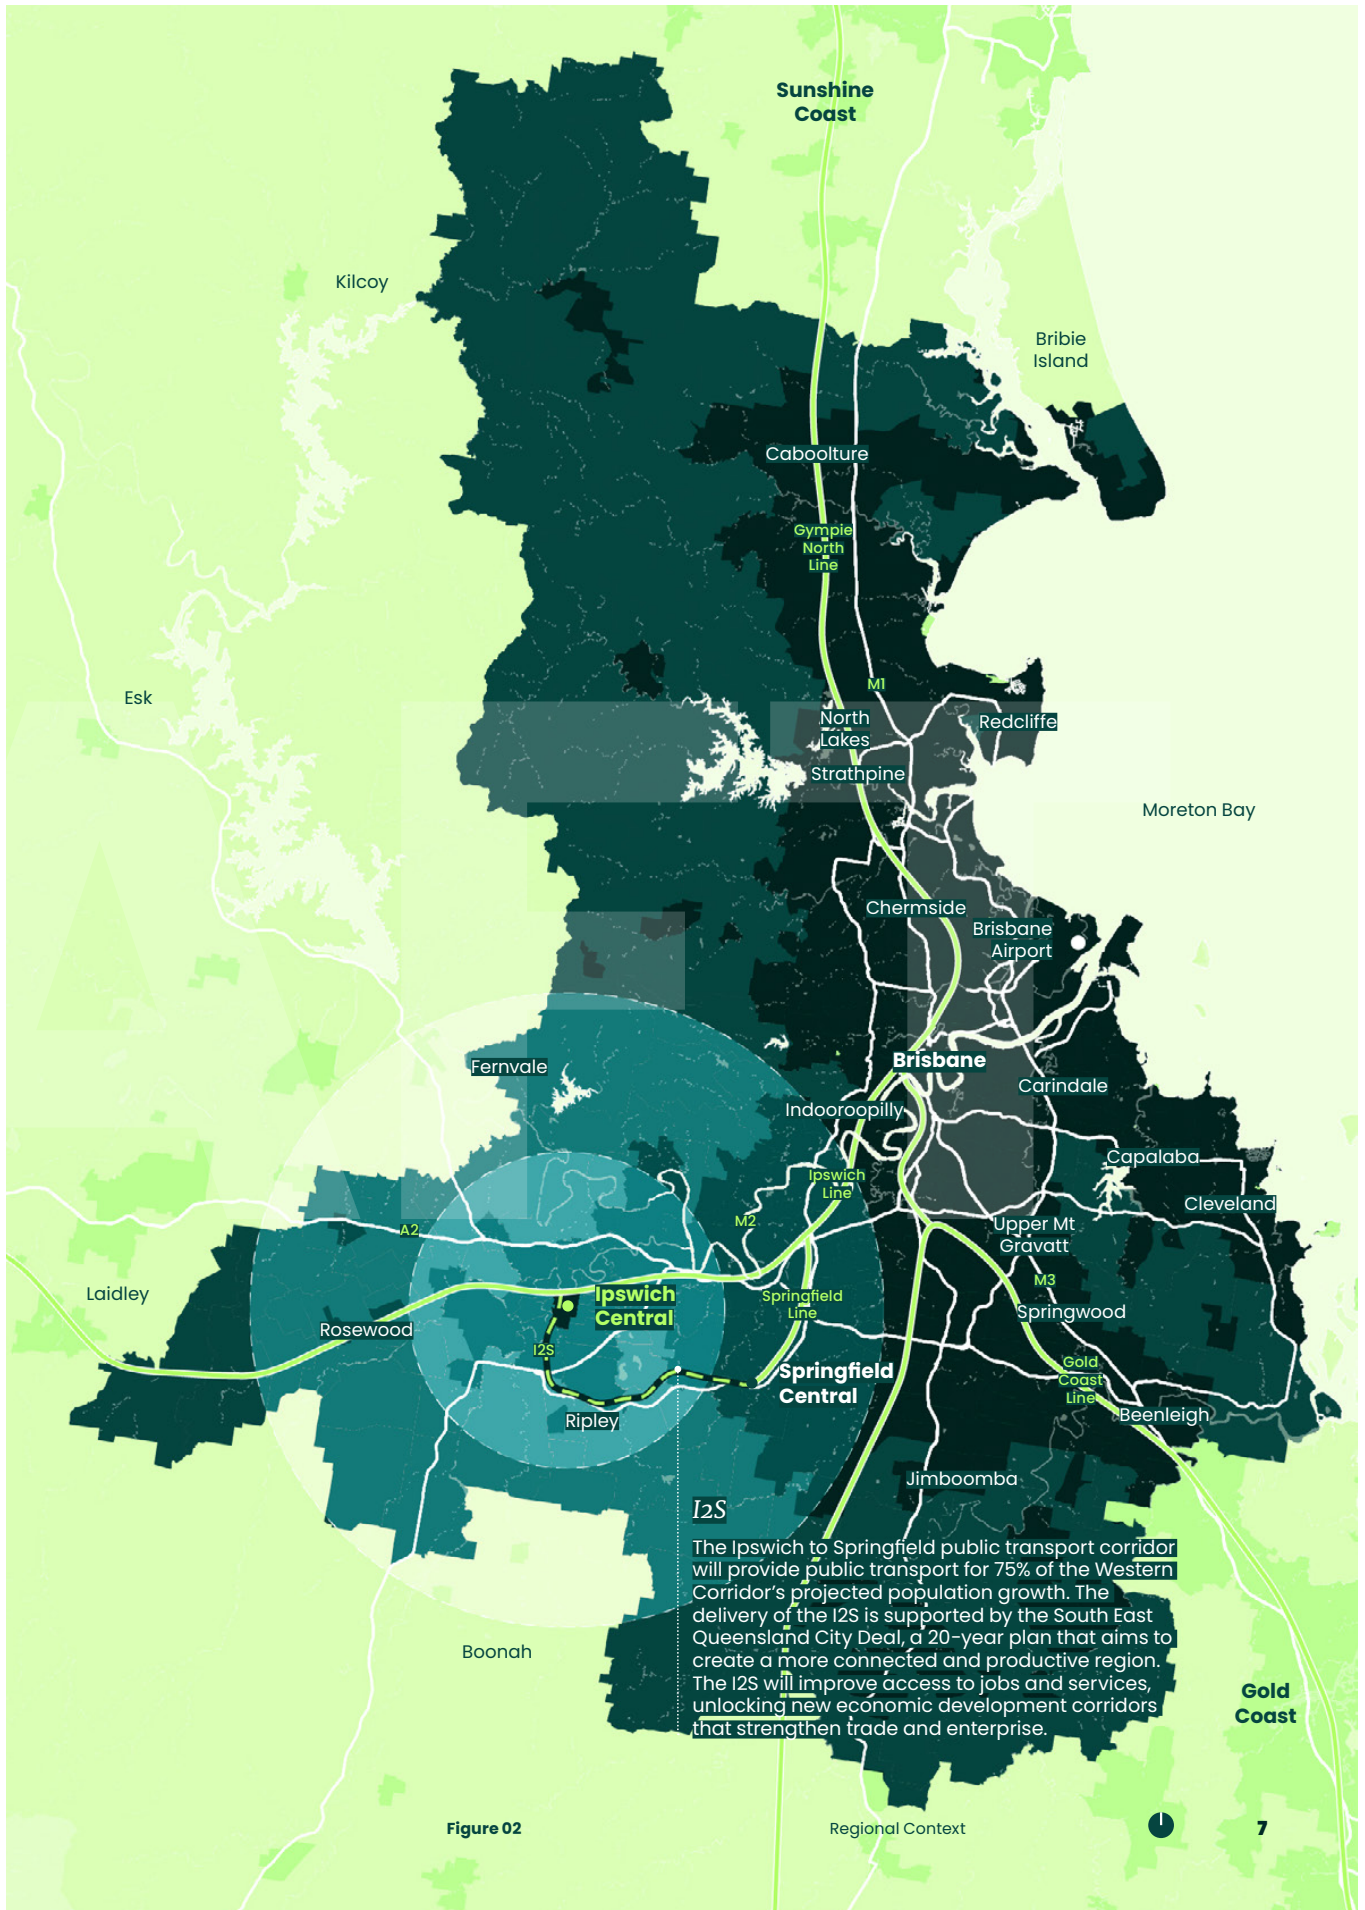 Sunshine
Coast
Kilcoy
Bribie
Island
Caboolture
Gympie
North
Line
M1
Esk
North
Lakes
Redcliffe
Strathpine
Moreton Bay
Chermside
Brisbane
Airport
Brisbane
Fernvale
Carindale
Indooroopilly
Capalaba
Ipswich
Line
Cleveland
A2
M2
Upper Mt
Gravatt
M3
Laidley
Ipswich
Central
Springfield
Line
Springwood
Rosewood
I2S
Gold
Coast
Line
Springfield
Central
Ripley
Beenleigh
Jimboomba
I2S
The Ipswich to Springfield public transport corridor
will provide public transport for 75% of the Western
Corridor’s projected population growth. The
delivery of the I2S is supported by the South East
Queensland City Deal, a 20-year plan that aims to
create a more connected and productive region.
The I2S will improve access to jobs and services,
unlocking new economic development corridors
that strengthen trade and enterprise.
Boonah
Gold
Coast
Figure 02
Regional Context
7